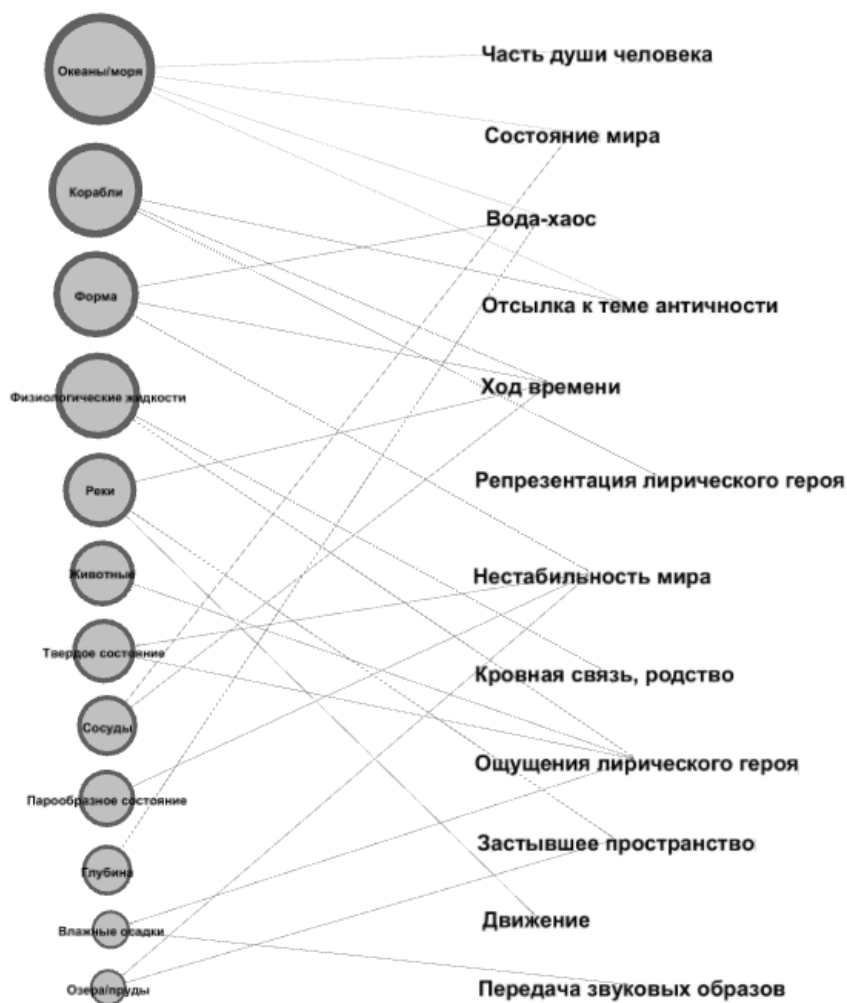 Океаны/моря
Часть души человека
Состояние мира
Корабли
Вода-хаос
Форма
Отсылка к теме античности
Физиологические жидкости
Ход времени
Реки
Репрезентация лирического героя
Животные
Нестабильность мира
Твердое состояние
Кровная связь, родство
Сосуды
Ощущения лирического героя
Парообразное состояние
Застывшее пространство
Глубина
Влажные осадки
Движение
Озера/пруды
Передача звуковых образов